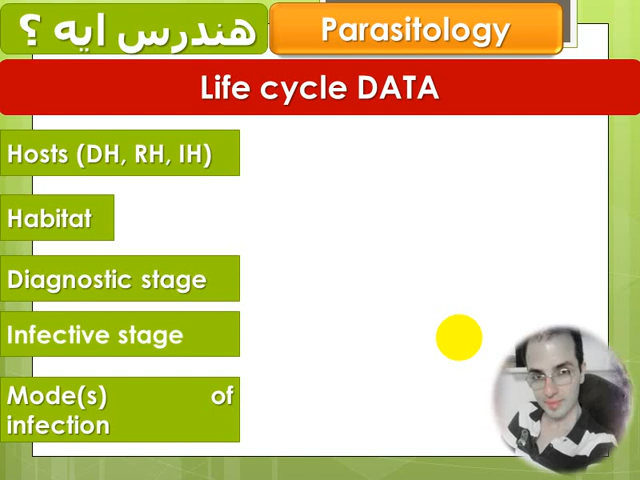 هندرس ايه ؟
Parasitology
Life cycle DATA
Hosts (DH, RH, IH)
Habitat
Diagnostic stage
Infective stage
Mode(s) of
infection